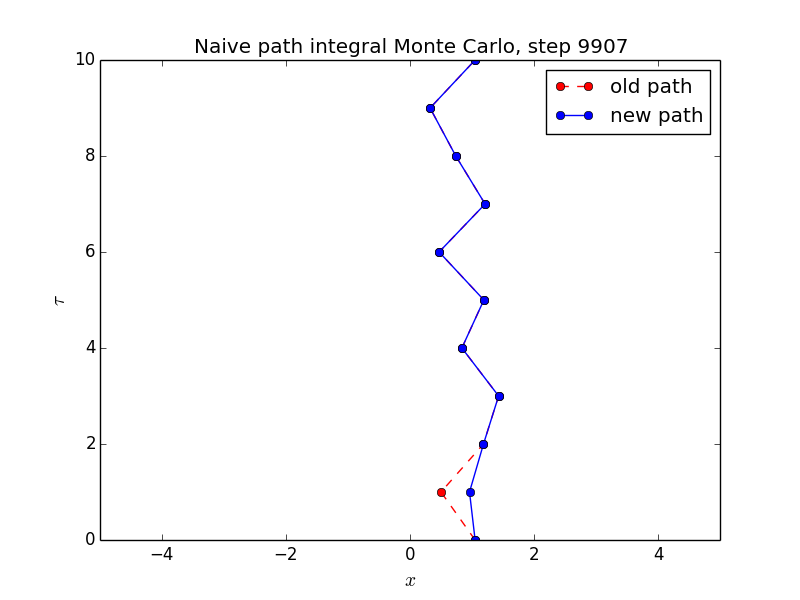 Naive path integral Monte Carlo, step 9907
old path
new path
10
8
6
4
2
0
τ
−4
−2
0
2
4
x